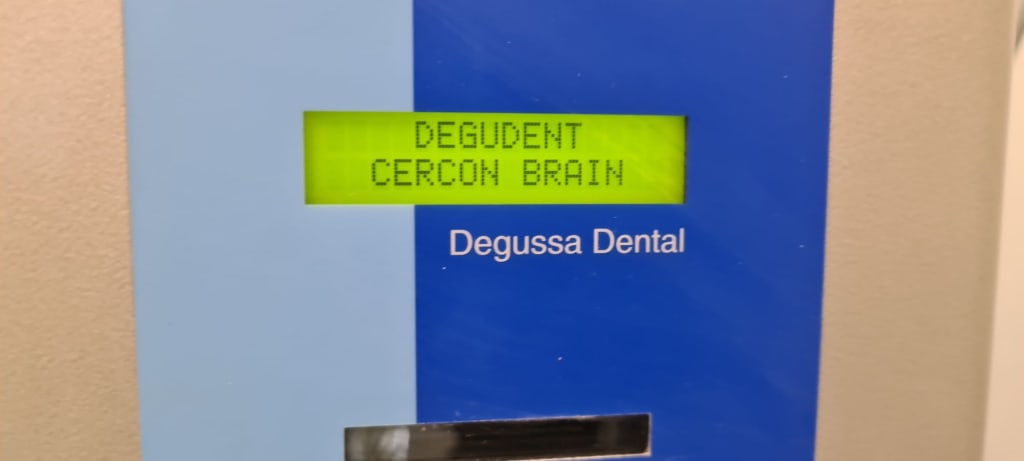 DEGUDENT
CERCON BRAIN
Degussa Dental